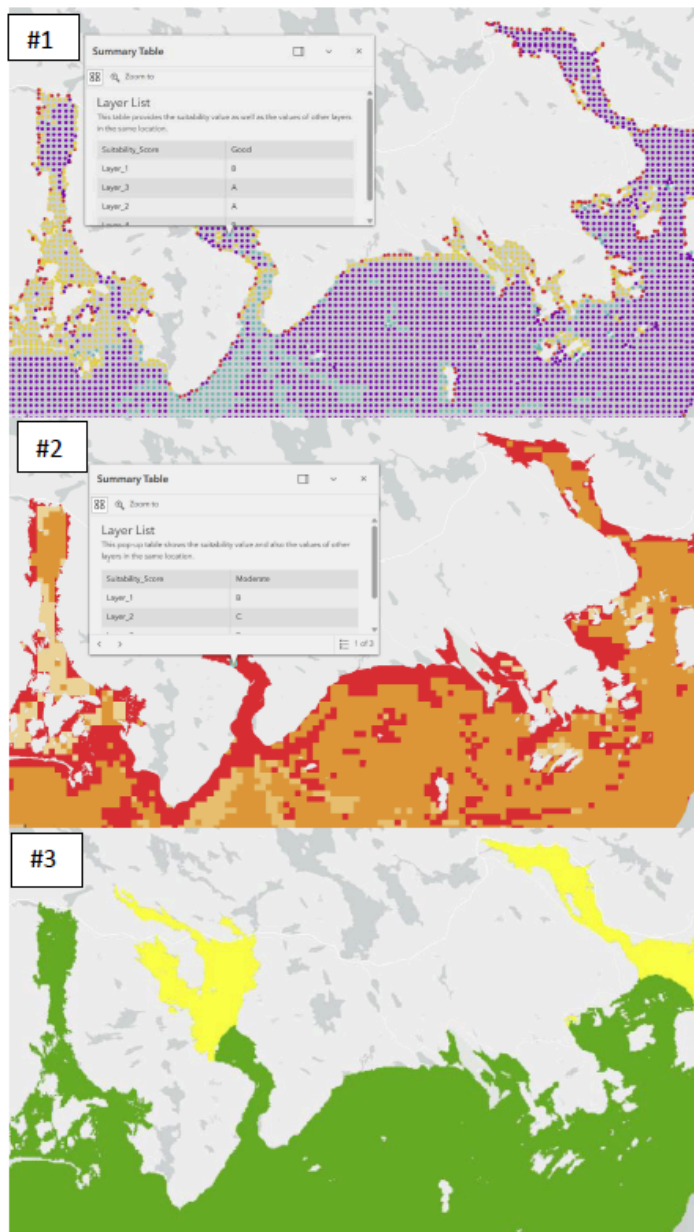 #1
Summary Table
Zoom to
Layer List
This table provides the suitability value as well as the values of other layers
in the same location.
Suitability_Score Good
Layer_1 B
Layer_3 A
Layer_2 A
Layer_4
#2
Summary Table
Zoom to
Layer List
This pop-up table shows the suitability value and also the values of other
layers in the same location.
Suitability_Score Moderate
Layer_1 B
Layer_2 C
1 of 3
#3